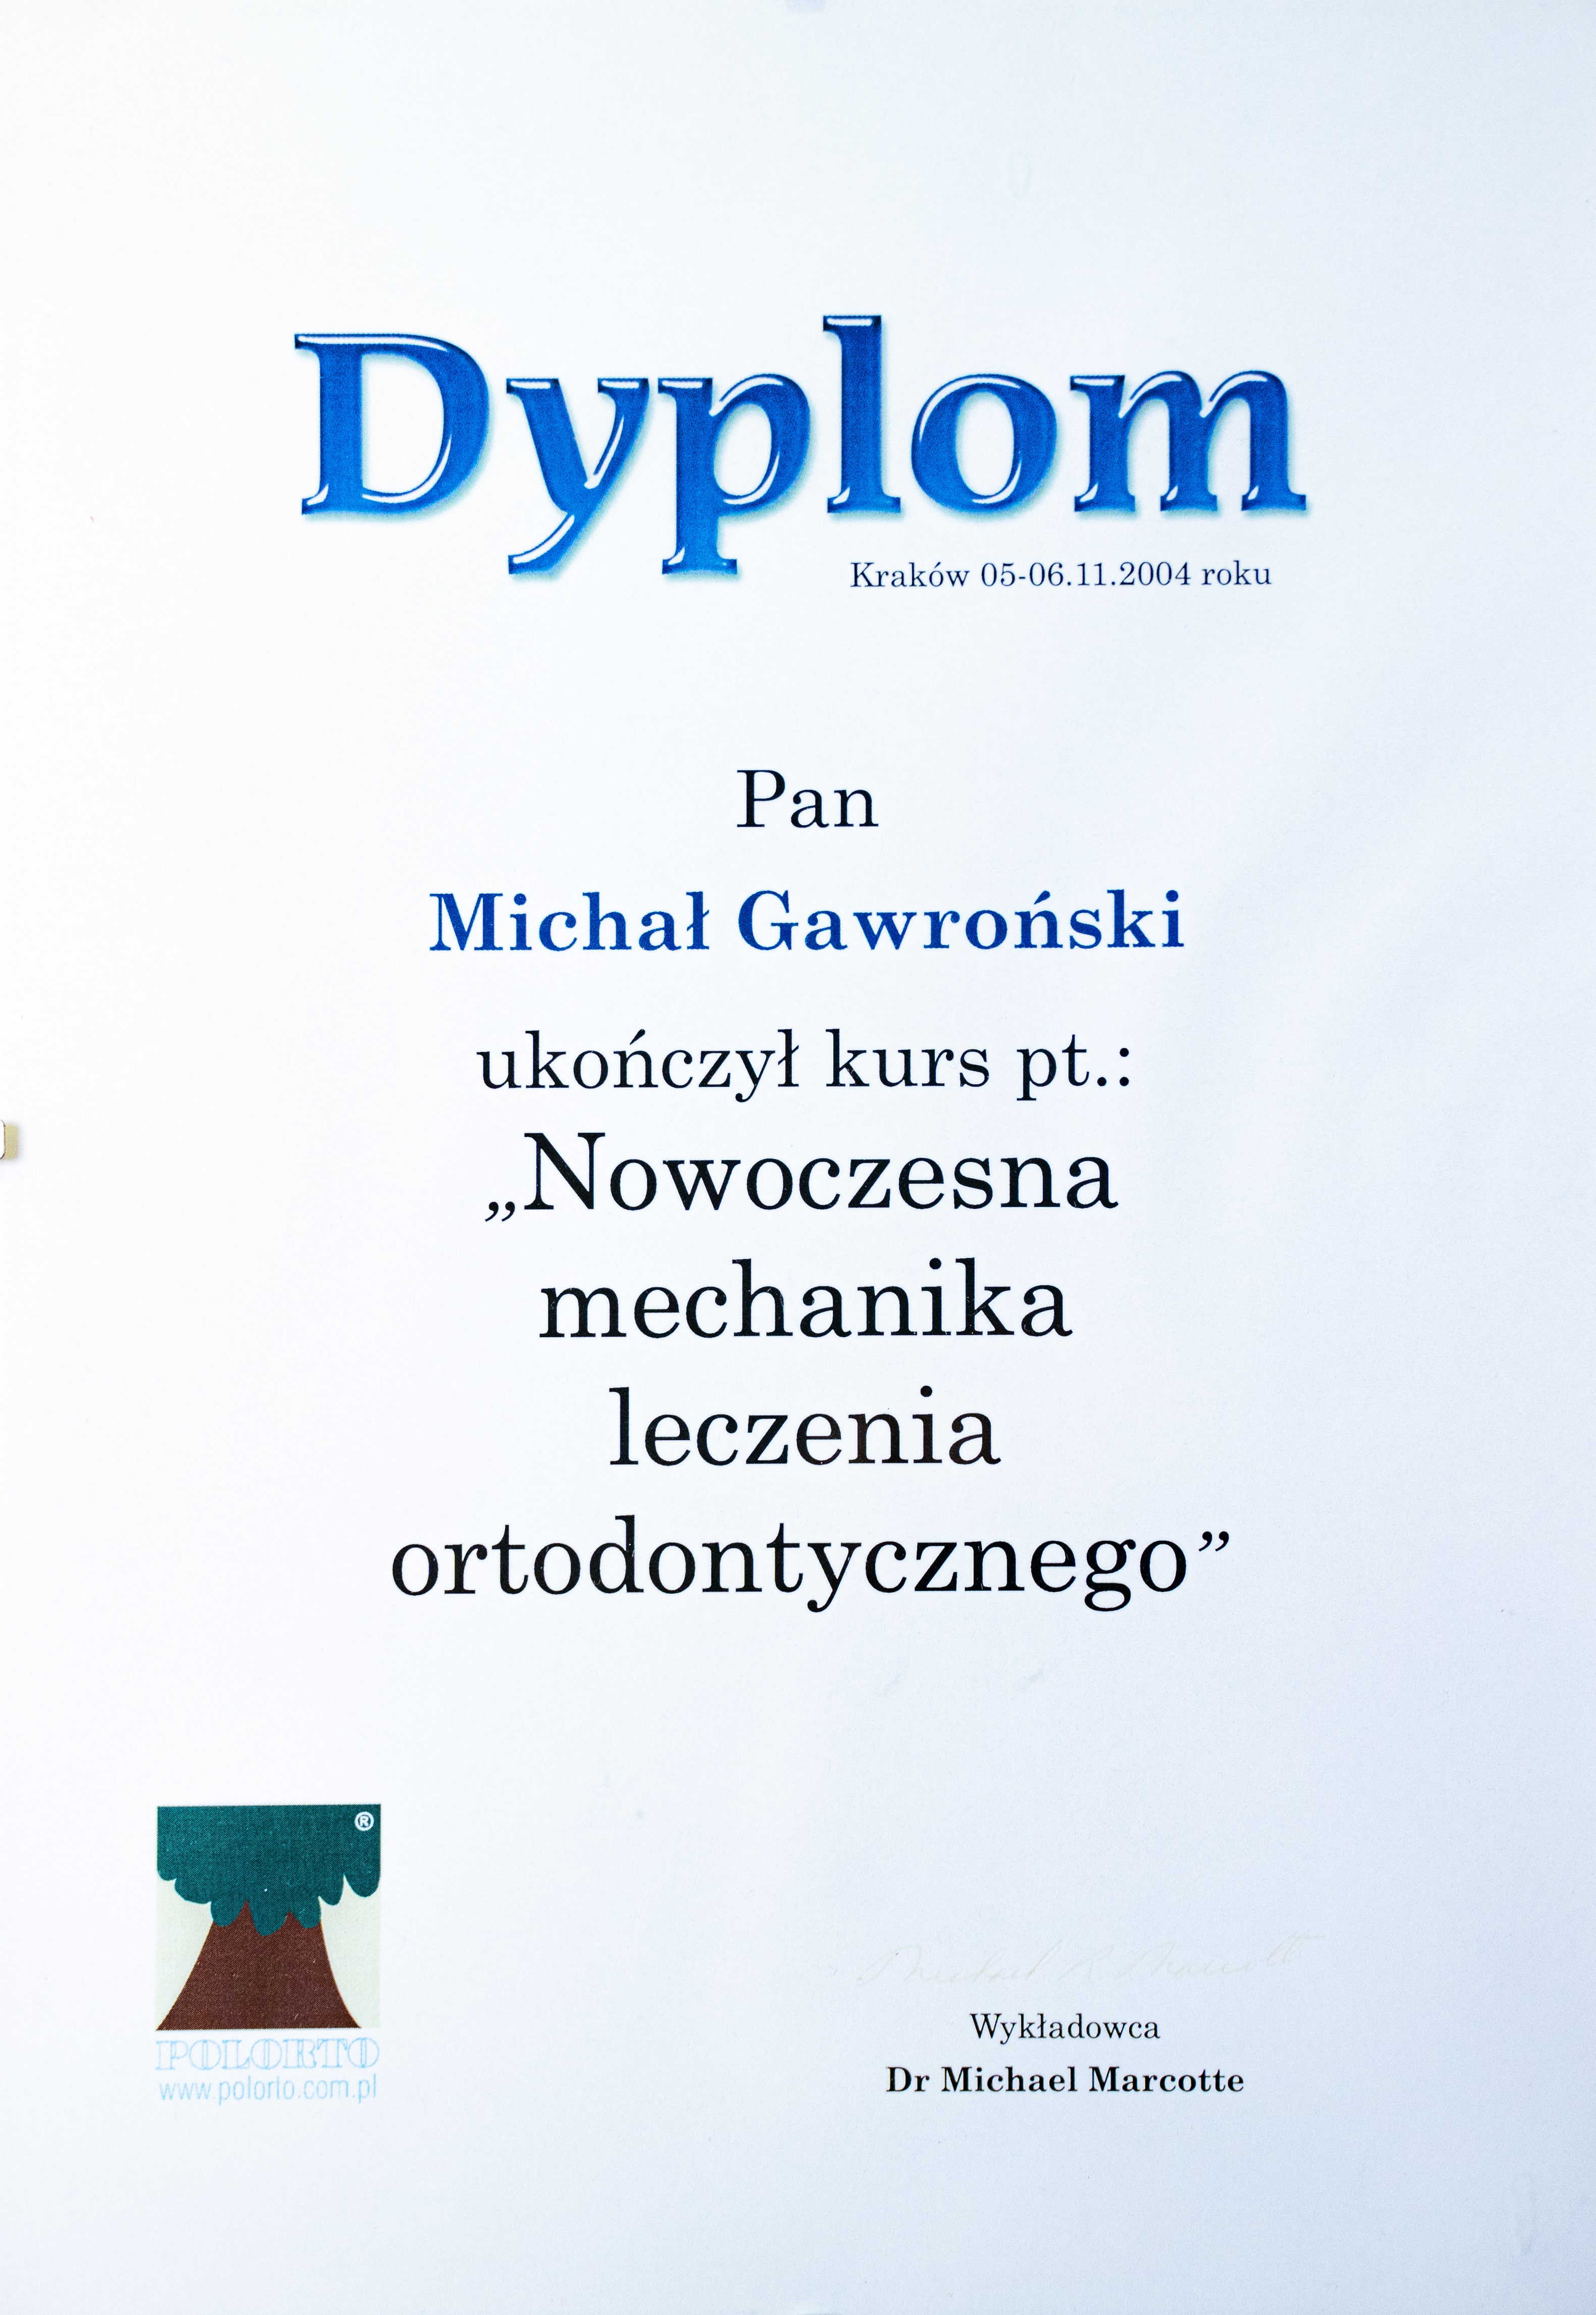 Dyplom
Kraków 05-06.11.2004 roku
Pan
Michał Gawroński
ukończył kurs pt.:
„Nowoczesna
mechanika
leczenia
ortodontycznego”
®
POLORTO
www.polorto.com.pl
Wykładowca
Dr Michael Marcotte